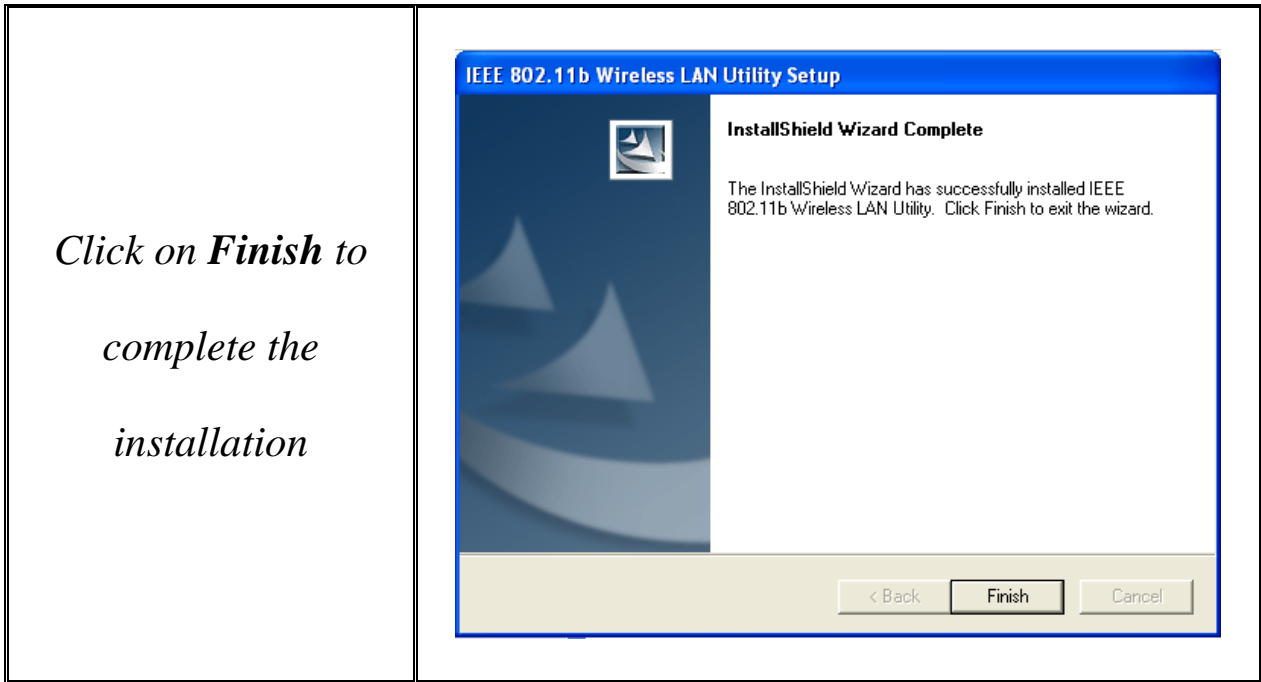 Click on Finish to
complete the
installation
IEEE 802.11b Wireless LAN Utility Setup
InstallShield Wizard Complete
The InstallShield Wizard has successfully installed IEEE
802.11b Wireless LAN Utility.  Click Finish to exit the wizard.
< Back
Finish
Cancel